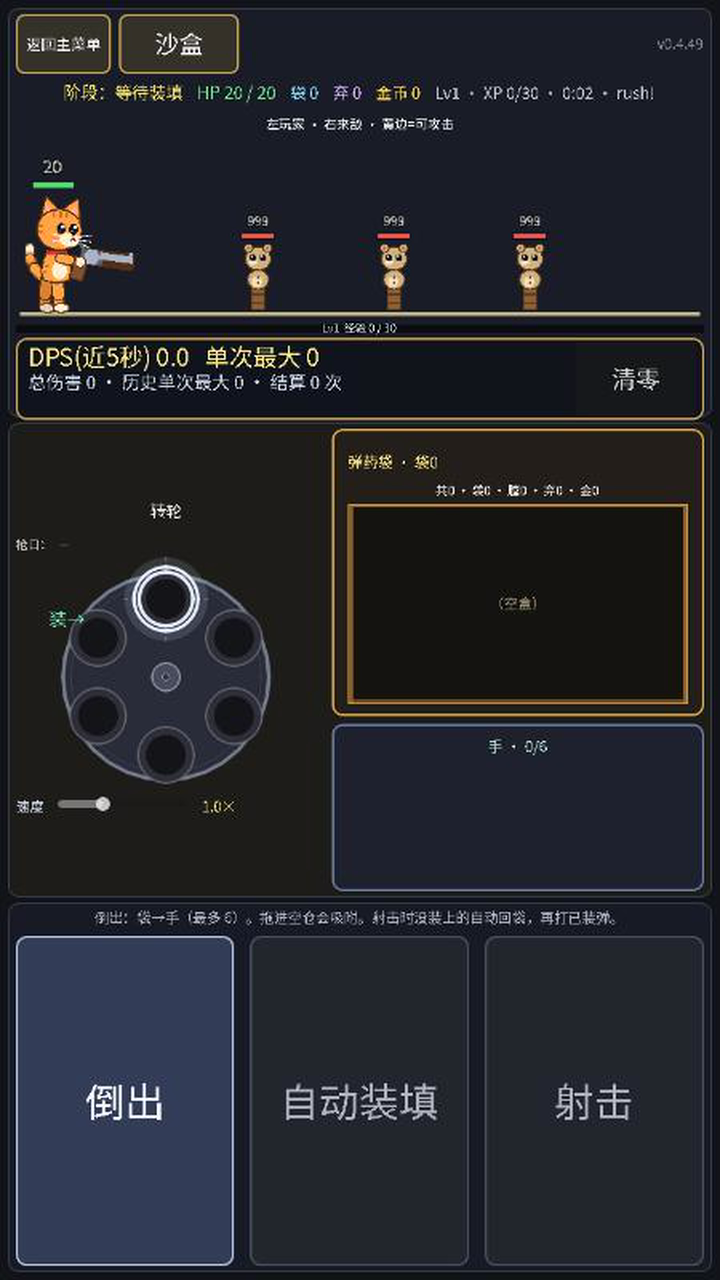 返回主菜单 沙盒 v0.4.49
阶段: 等待装填 HP 20 / 20 袋 0 弃 0 金币 0 Lv1 · XP 0/30 · 0:02 · rush!
左玩家 · 右来敌 · 黄边=可攻击
20
999 999 999
Lv1 经验 0/30
DPS(近5秒) 0.0 单次最大 0
总伤害 0 · 历史单次最大 0 · 结算 0 次
清零
弹药袋 · 袋0
共0 · 袋0 · 膛0 · 弃0 · 金0
转轮
枪口: —
(空盒)
装→
手 · 0/6
速度 1.0×
倒出: 袋→手（最多 6）。拖进空仓会吸附。射击时没装上的自动回袋，再打已装弹。
倒出 自动装填 射击